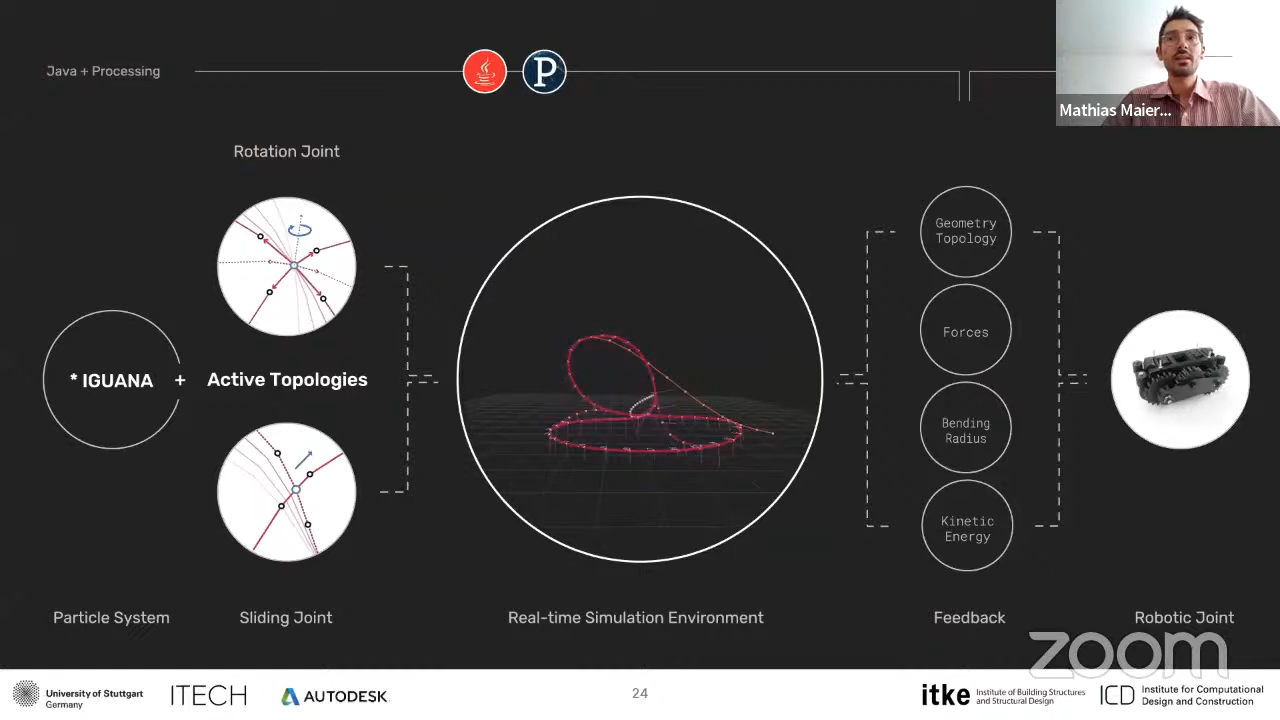 Java + Processing
P
Mathias Maier...
Rotation Joint
Geometry
Topology
Forces
* IGUANA + Active Topologies
Bending
Radius
Kinetic
Energy
Particle System
Sliding Joint
Real-time Simulation Environment
Feedback
Robotic Joint
zoom
University of Stuttgart
Germany
ITECH
AUTODESK.
24
itke
Institute of Building Structures
and Structural Design
ICD
Institute for Computational
Design and Construction